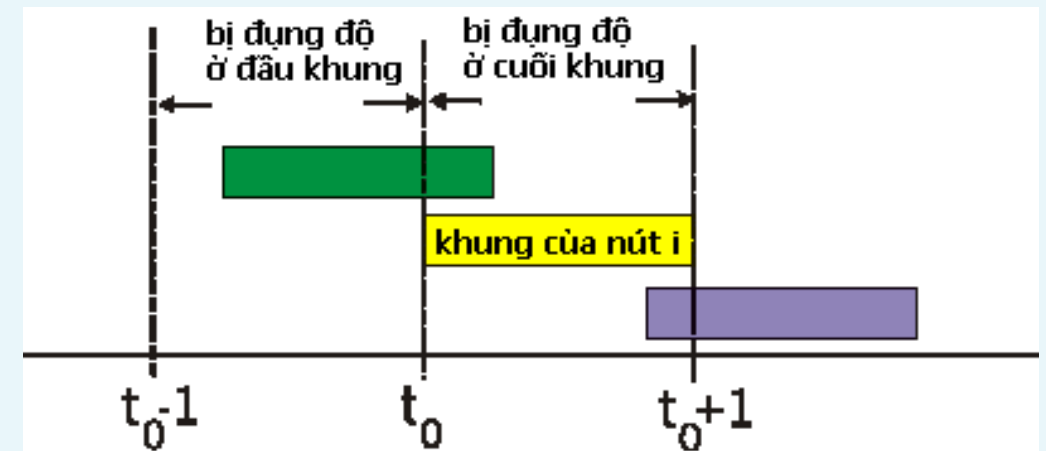 bị đụng độ
ở đầu khung
bị đụng độ
ở cuối khung
khung của nút i
t₀-1
t₀
t₀+1